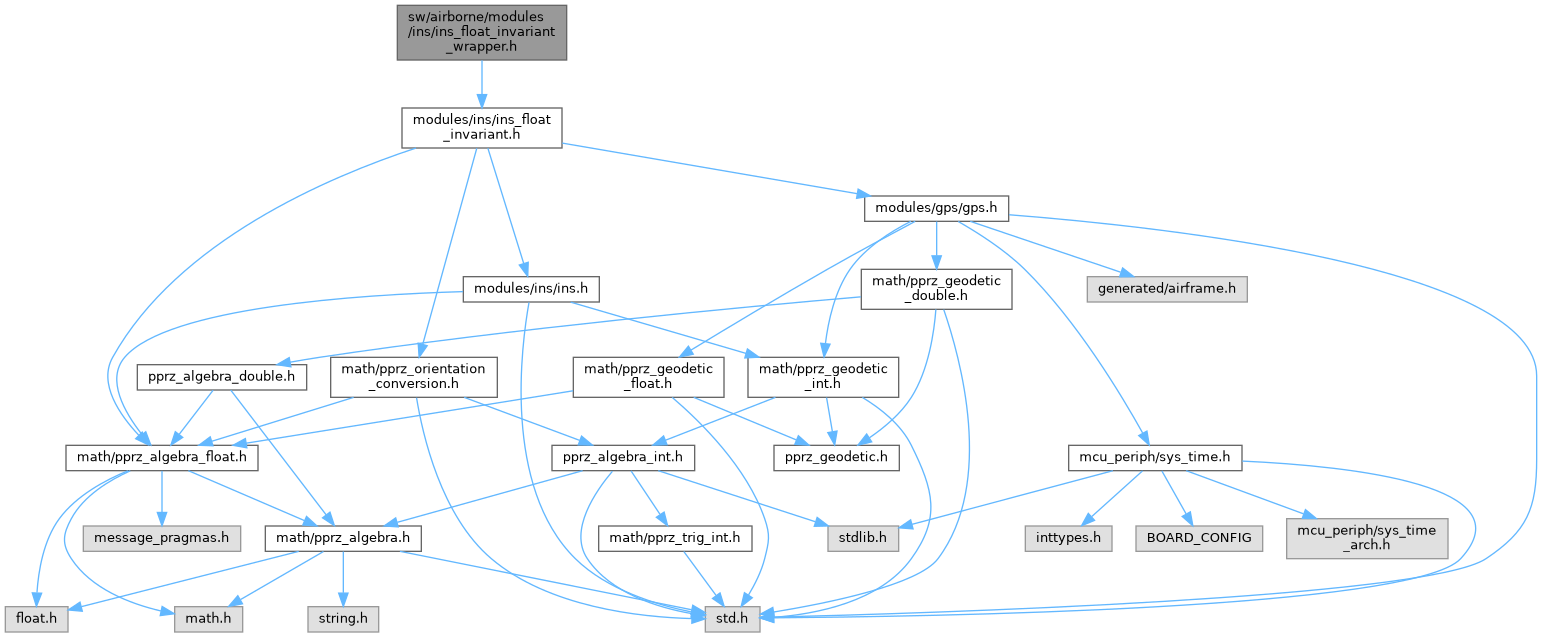 sw/airborne/modules
/ins/ins_float_invariant
_wrapper.h
modules/ins/ins_float
_invariant.h
modules/gps/gps.h
modules/ins/ins.h
math/pprz_geodetic
_double.h
generated/airframe.h
pprz_algebra_double.h
math/pprz_orientation
_conversion.h
math/pprz_geodetic
_float.h
math/pprz_geodetic
_int.h
math/pprz_algebra_float.h
pprz_algebra_int.h
pprz_geodetic.h
mcu_periph/sys_time.h
message_pragmas.h
math/pprz_algebra.h
math/pprz_trig_int.h
stdlib.h
inttypes.h
BOARD_CONFIG
mcu_periph/sys_time
_arch.h
float.h
math.h
string.h
std.h